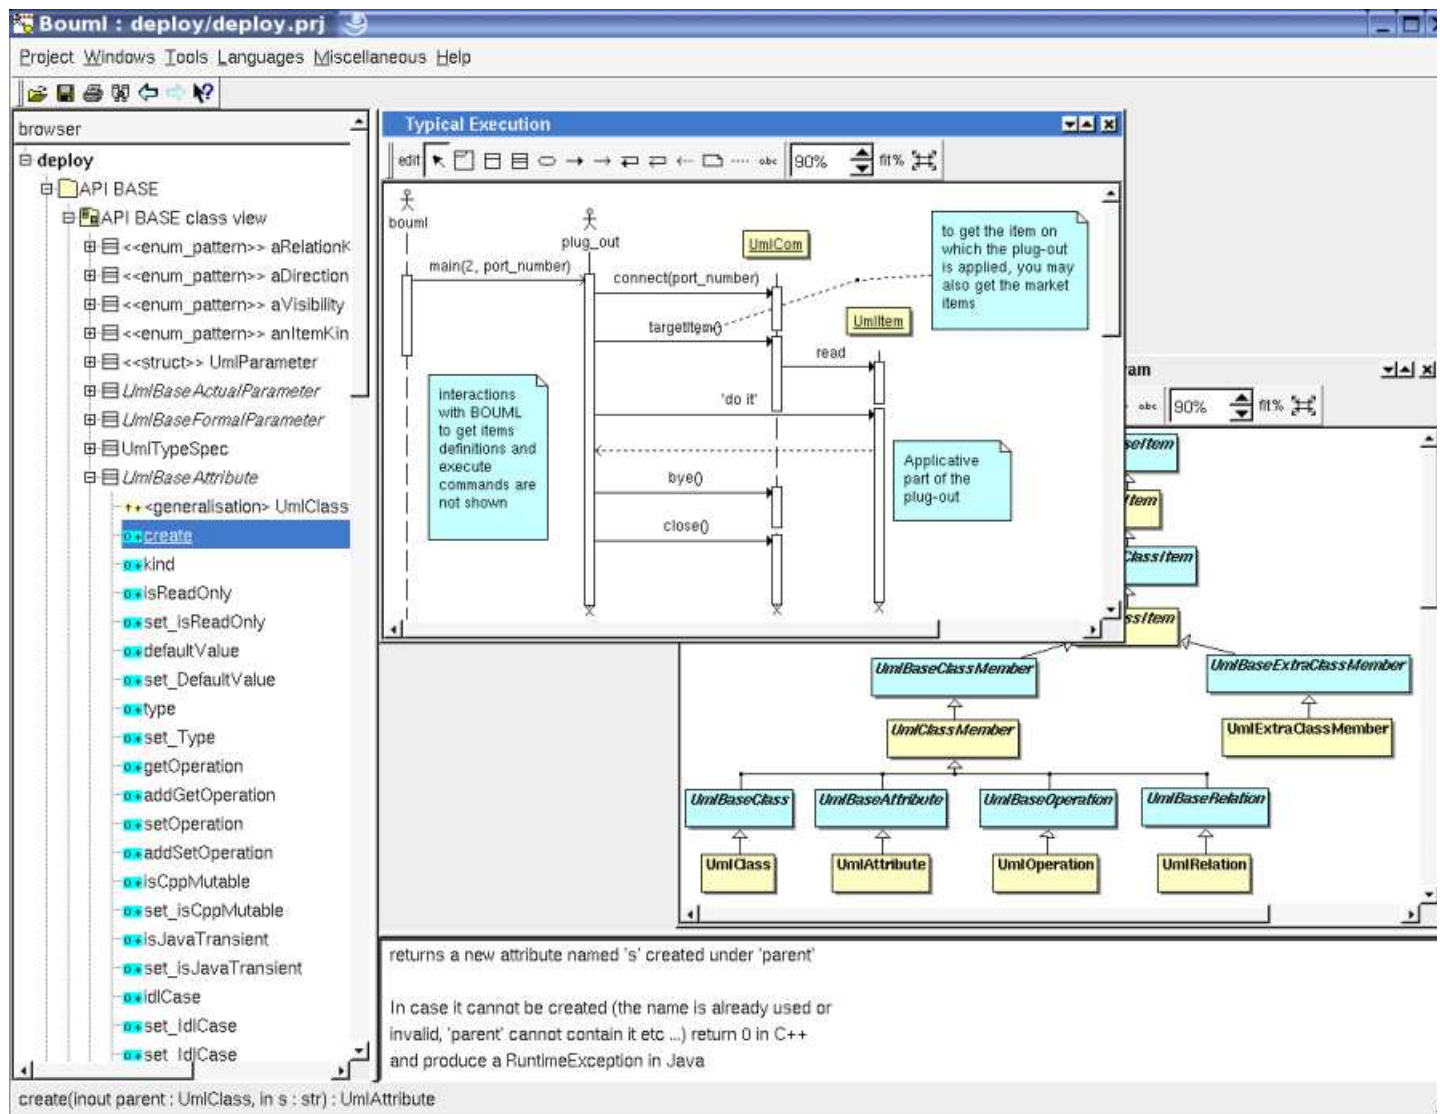 Bouml : deploy/deploy.prj
Project Windows Tools Languages Miscellaneous Help
browser
deploy
API BASE
API BASE class view
<<enum_pattern>> aRelationK
<<enum_pattern>> aDirection
<<enum_pattern>> aVisibility
<<enum_pattern>> anItemKin
<<struct>> UmlParameter
UmlBaseActualParameter
UmlBaseFormalParameter
UmlTypeSpec
UmlBaseAttribute
<generalisation> UmlClass
create
kind
isReadOnly
set_isReadOnly
defaultValue
set_DefaultValue
type
set_Type
getOperation
addGetOperation
setOperation
addSetOperation
isCppMutable
set_isCppMutable
isJavaTransient
set_isJavaTransient
idlCase
set_IdlCase
set_IdlCase
Typical Execution
edit abc 90% fit%
bouml
plug_out
UmlCom
UmlItem
main(2, port_number)
connect(port_number)
targetItem()
read
'do it'
bye()
close()
to get the item on
which the plug-out
is applied, you may
also get the market
items
interactions
with BOUML
to get items
definitions and
execute
commands are
not shown
Applicative
part of the
plug-out
am
abc 90% fit%
seItem
Item
ClassItem
ssItem
UmlBaseClassMember
UmlBaseExtraClassMember
UmlClassMember
UmlExtraClassMember
UmlBaseClass
UmlBaseAttribute
UmlBaseOperation
UmlBaseRelation
UmlClass
UmlAttribute
UmlOperation
UmlRelation
returns a new attribute named 's' created under 'parent'
In case it cannot be created (the name is already used or
invalid, 'parent' cannot contain it etc ...) return 0 in C++
and produce a RuntimeException in Java
create(inout parent : UmlClass, in s : str) : UmlAttribute